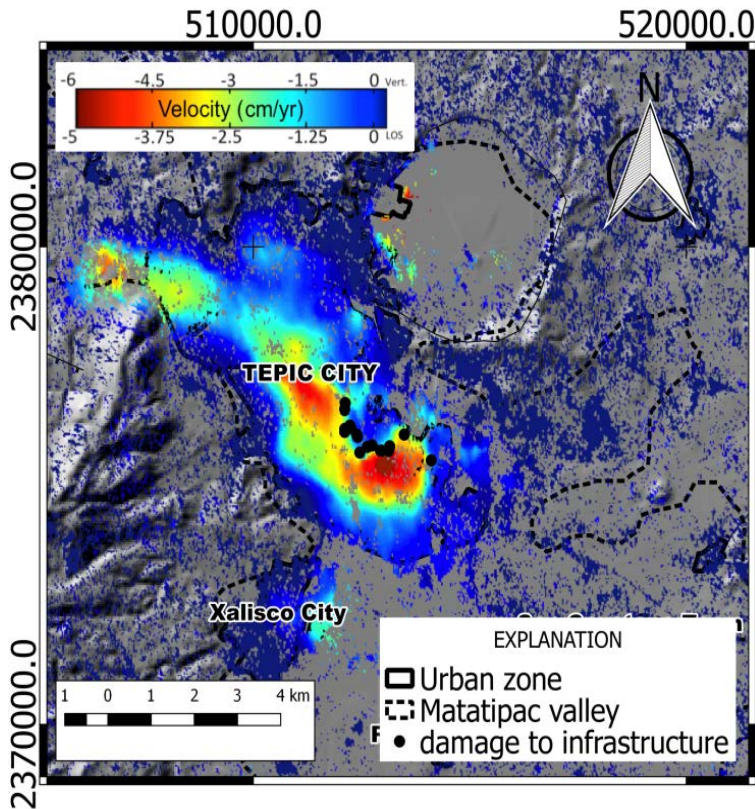 510000.0 520000.0
-6 -4.5 -3 -1.5 0 Vert.
Velocity (cm/yr)
-5 -3.75 -2.5 -1.25 0 LOS
N
2380000.0
TEPIC CITY
Xalisco City
EXPLANATION
Urban zone
Matatipac valley
damage to infrastructure
1 0 1 2 3 4 km
2370000.0